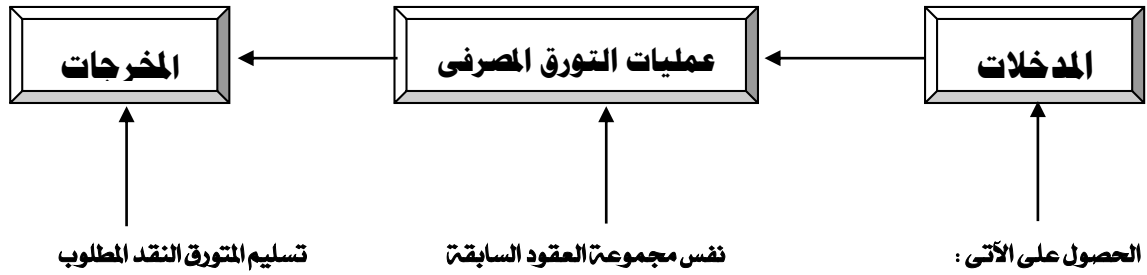 المدخلات
عمليات التورق المصرفى
المخرجات
الحصول على الآتى :
نفس مجموعة العقود السابقة
تسليم المتورق النقد المطلوب